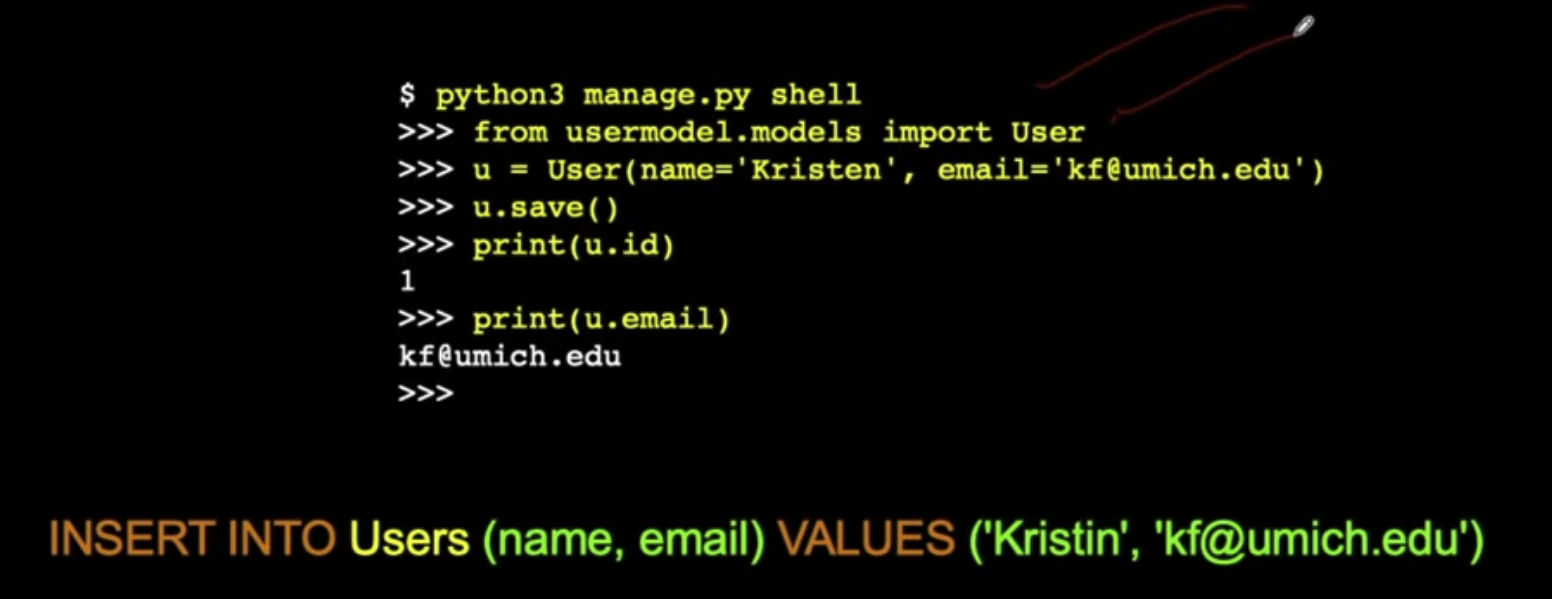 $ python3 manage.py shell
>>> from usermodel.models import User
>>> u = User(name='Kristen', email='kf@umich.edu')
>>> u.save()
>>> print(u.id)
1
>>> print(u.email)
kf@umich.edu
>>>
INSERT INTO Users (name, email) VALUES ('Kristin', 'kf@umich.edu')